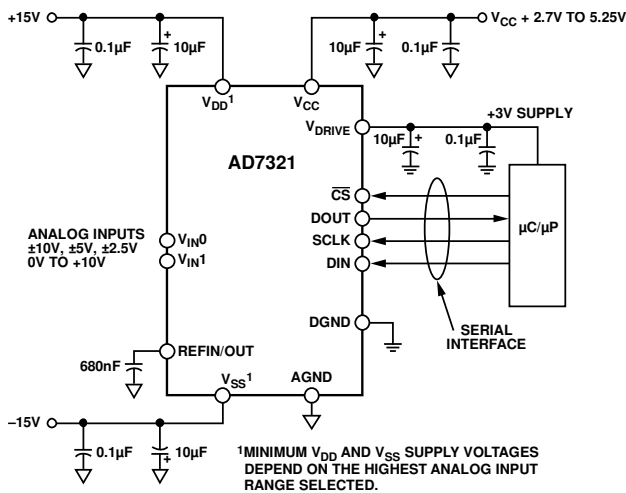 +15V
0.1µF
+
10µF
10µF
+
0.1µF
VCC + 2.7V TO 5.25V
VDD1
VCC
VDRIVE
+3V SUPPLY
10µF
+
0.1µF
AD7321
CS
DOUT
SCLK
DIN
µC/µP
ANALOG INPUTS
±10V, ±5V, ±2.5V
0V TO +10V
VIN0
VIN1
DGND
SERIAL
INTERFACE
REFIN/OUT
680nF
VSS1
AGND
–15V
0.1µF
+
10µF
1MINIMUM VDD AND VSS SUPPLY VOLTAGES
DEPEND ON THE HIGHEST ANALOG INPUT
RANGE SELECTED.